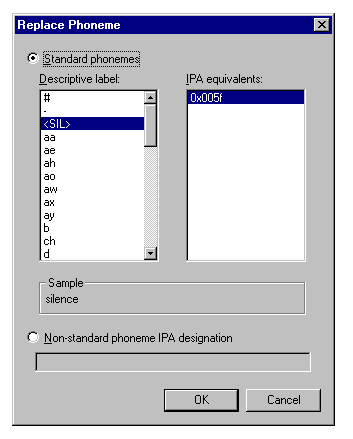 Replace Phoneme
Standard phonemes
Descriptive label:
IPA equivalents:
#
-
<SIL>
aa
ae
ah
ao
aw
ax
ay
b
ch
d
0x005f
Sample
silence
Non-standard phoneme IPA designation
OK
Cancel